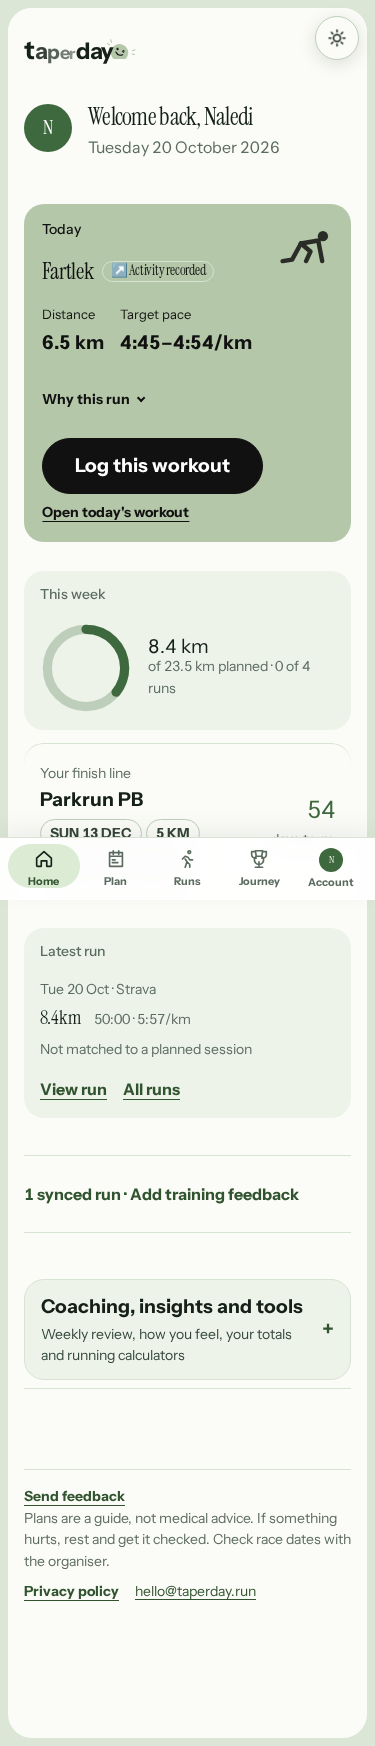 taperday
Welcome back, Naledi
N
Tuesday 20 October 2026
Today
Fartlek
↗ Activity recorded
Distance
Target pace
6.5 km
4:45–4:54/km
Why this run
Log this workout
Open today's workout
This week
8.4 km
of 23.5 km planned · 0 of 4
runs
Your finish line
Parkrun PB
54
SUN 13 DEC
5 KM
Home
Plan
Runs
Journey
N
Account
Latest run
Tue 20 Oct · Strava
8.4km
50:00 · 5:57/km
Not matched to a planned session
View run
All runs
1 synced run · Add training feedback
Coaching, insights and tools
+
Weekly review, how you feel, your totals
and running calculators
Send feedback
Plans are a guide, not medical advice. If something
hurts, rest and get it checked. Check race dates with
the organiser.
Privacy policy
hello@taperday.run